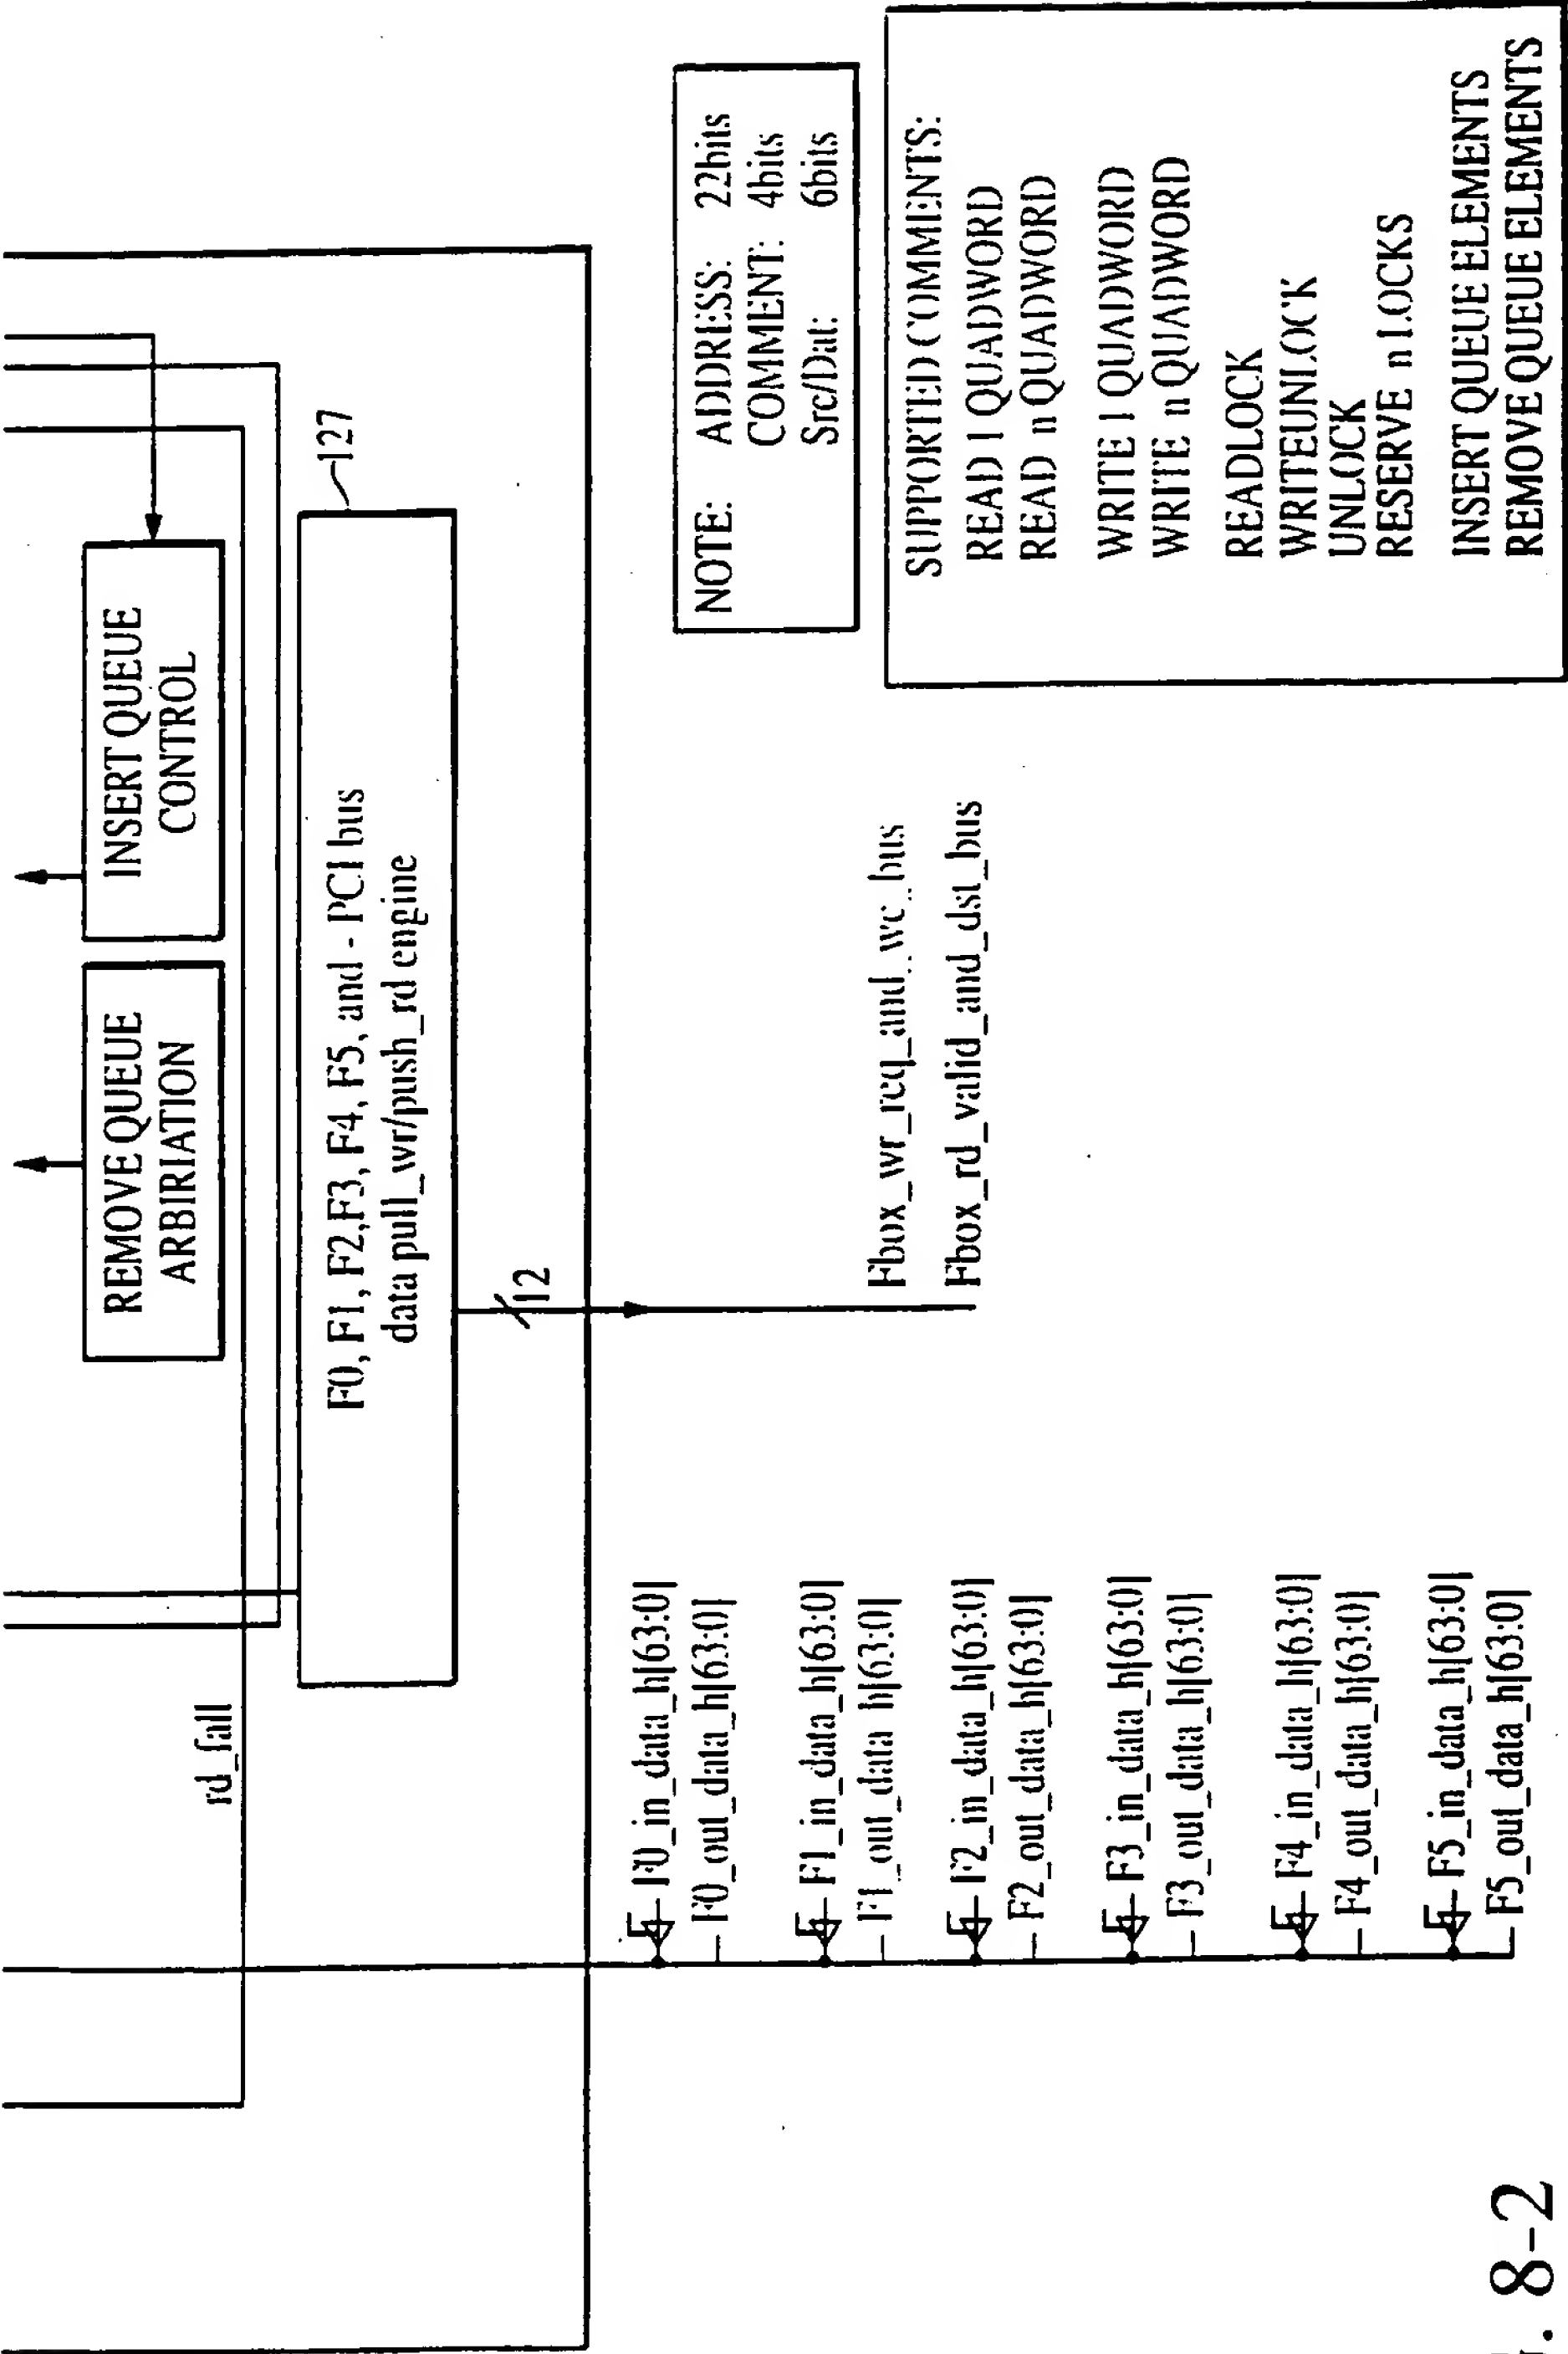 REMOVE QUEUE
ARBIRIATION
INSERT QUEUE
CONTROL
rd_fall
127
F0, F1, F2,F3, F4, F5, and - PCI bus
data pull_wr/push_rd engine
12
F0_in_data_h[63:0]
F0_out_data_h[63:0]
F1_in_data_h[63:0]
F1_out_data h[63:0]
F2_in_data_h[63:0]
F2_out_data_h[63:0]
F3_in_data_h[63:0]
F3_out_data_h[63:0]
F4_in_data_h[63:0]
F4_out_data_h[63:0]
F5_in_data_h[63:0]
F5_out_data_h[63:0]
Fbox_wr_req_and_wc_bus
Fbox_rd_valid_and_dst_bus
NOTE: ADDRESS: 22bits
COMMENT: 4bits
Src/Dat: 6bits
SUPPORTED COMMENTS:
READ 1 QUADWORD
READ n QUADWORD
WRITE 1 QUADWORD
WRITE n QUADWORD
READLOCK
WRITEUNLOCK
UNLOCK
RESERVE n LOCKS
INSERT QUEUE ELEMENTS
REMOVE QUEUE ELEMENTS
8-2